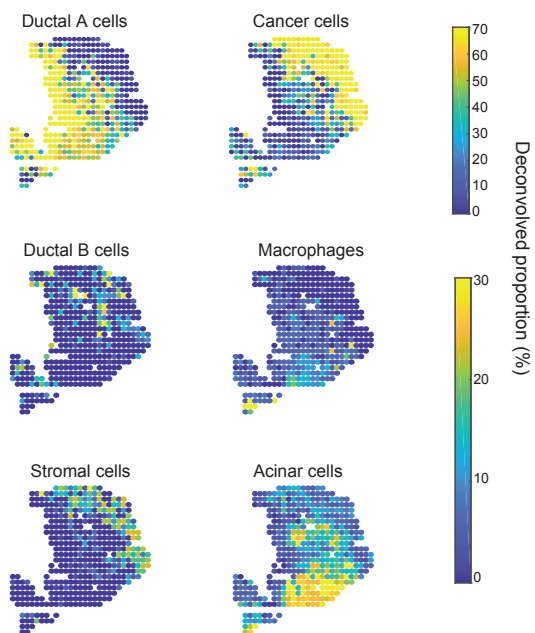 Ductal A cells
Cancer cells
70
60
50
40
30
20
10
0
Ductal B cells
Macrophages
30
20
10
0
Deconvolved proportion (%)
Stromal cells
Acinar cells